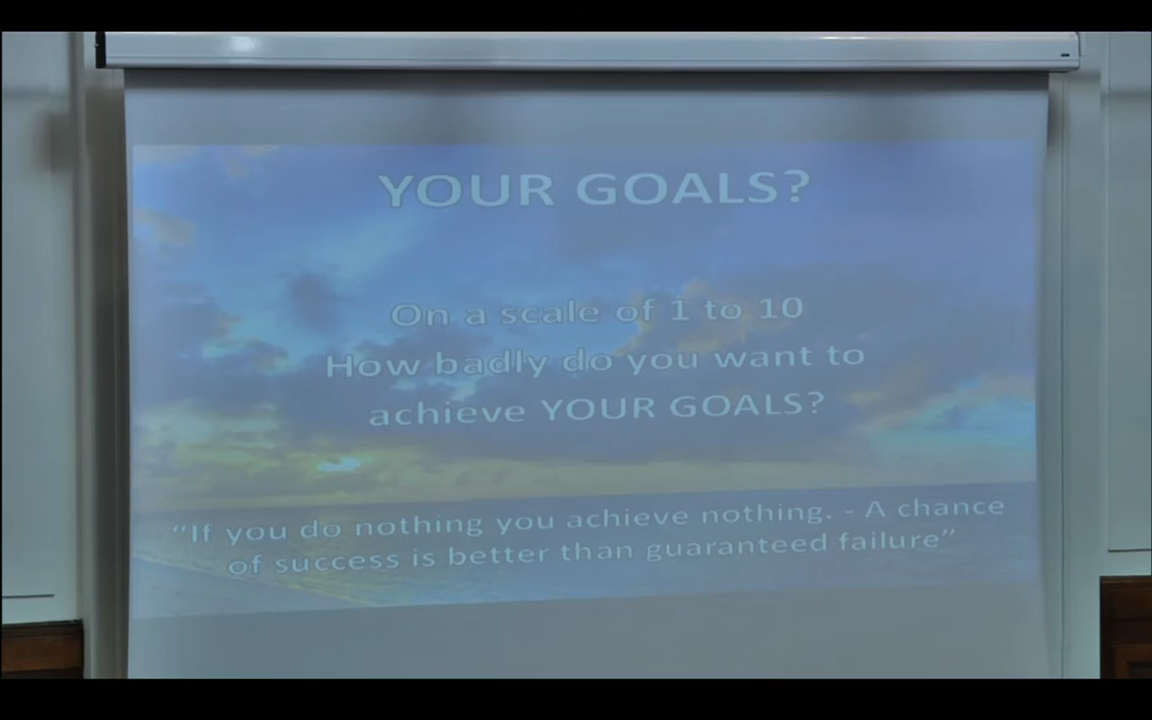 YOUR GOALS?
On a scale of 1 to 10
How badly do you want to
achieve YOUR GOALS?
“If you do nothing you achieve nothing. - A chance
of success is better than guaranteed failure”